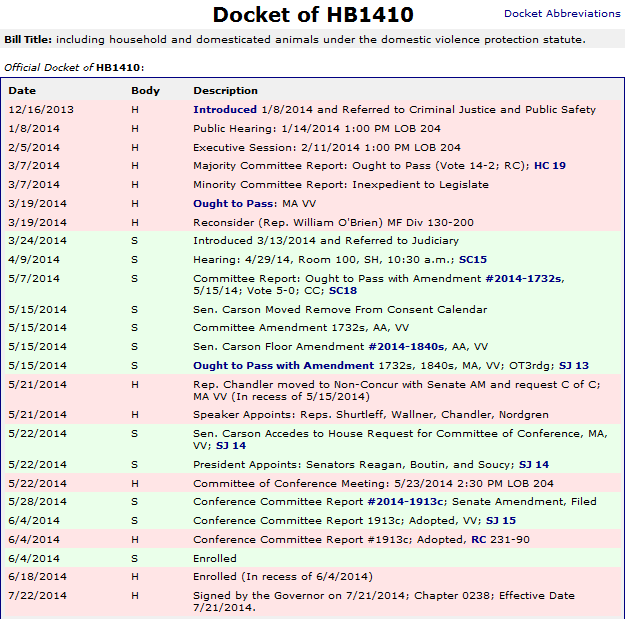 Docket of HB1410
Docket Abbreviations
Bill Title: including household and domesticated animals under the domestic violence protection statute.
Official Docket of HB1410:
Date Body Description
12/16/2013 H Introduced 1/8/2014 and Referred to Criminal Justice and Public Safety
1/8/2014 H Public Hearing: 1/14/2014 1:00 PM LOB 204
2/5/2014 H Executive Session: 2/11/2014 1:00 PM LOB 204
3/7/2014 H Majority Committee Report: Ought to Pass (Vote 14-2; RC); HC 19
3/7/2014 H Minority Committee Report: Inexpedient to Legislate
3/19/2014 H Ought to Pass: MA VV
3/19/2014 H Reconsider (Rep. William O'Brien) MF Div 130-200
3/24/2014 S Introduced 3/13/2014 and Referred to Judiciary
4/9/2014 S Hearing: 4/29/14, Room 100, SH, 10:30 a.m.; SC15
5/7/2014 S Committee Report: Ought to Pass with Amendment #2014-1732s,
5/15/14; Vote 5-0; CC; SC18
5/15/2014 S Sen. Carson Moved Remove From Consent Calendar
5/15/2014 S Committee Amendment 1732s, AA, VV
5/15/2014 S Sen. Carson Floor Amendment #2014-1840s, AA, VV
5/15/2014 S Ought to Pass with Amendment 1732s, 1840s, MA, VV; OT3rdg; SJ 13
5/21/2014 H Rep. Chandler moved to Non-Concur with Senate AM and request C of C;
MA VV (In recess of 5/15/2014)
5/21/2014 H Speaker Appoints: Reps. Shurtleff, Wallner, Chandler, Nordgren
5/22/2014 S Sen. Carson Accedes to House Request for Committee of Conference, MA,
VV; SJ 14
5/22/2014 S President Appoints: Senators Reagan, Boutin, and Soucy; SJ 14
5/22/2014 H Committee of Conference Meeting: 5/23/2014 2:30 PM LOB 204
5/28/2014 S Conference Committee Report #2014-1913c; Senate Amendment, Filed
6/4/2014 S Conference Committee Report 1913c; Adopted, VV; SJ 15
6/4/2014 H Conference Committee Report #1913c; Adopted, RC 231-90
6/4/2014 S Enrolled
6/18/2014 H Enrolled (In recess of 6/4/2014)
7/22/2014 H Signed by the Governor on 7/21/2014; Chapter 0238; Effective Date
7/21/2014.